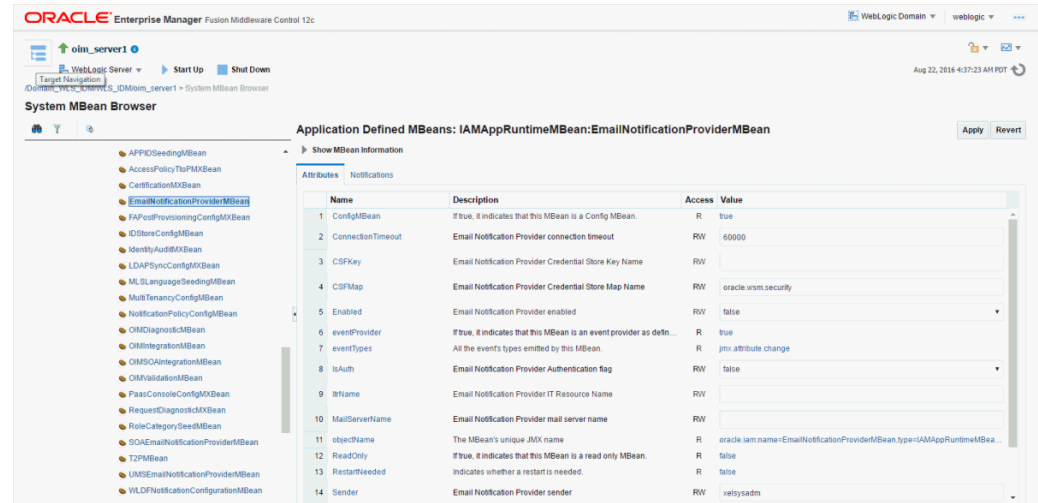 ORACLE Enterprise Manager Fusion Middleware Control 12c
WebLogic Domain weblogic
oim_server1
WebLogic Server Start Up Shut Down
Aug 22, 2016 4:37:23 AM PDT
Target Navigation
/Domain_WLS_IDM/WLS_IDM/oim_server1 > System MBean Browser
System MBean Browser
Application Defined MBeans: IAMAppRuntimeMBean:EmailNotificationProviderMBean
Apply Revert
Show MBean Information
Attributes Notifications
APPIDSeedingMBean
AccessPolicyTtoPMXBean
CertificationMXBean
EmailNotificationProviderMBean
FAPostProvisioningConfigMXBean
IDStoreConfigMBean
IdentityAuditMXBean
LDAPSyncConfigMXBean
MLSLanguageSeedingMBean
MultiTenancyConfigMBean
NotificationPolicyConfigMBean
OIMDiagnosticMBean
OIMIntegrationMBean
OIMSOAIntegrationMBean
OIMValidationMBean
PaasConsoleConfigMXBean
RequestDiagnosticMXBean
RoleCategorySeedMBean
SOAEmailNotificationProviderMBean
T2PMBean
UMSEmailNotificationProviderMBean
WLDFNotificationConfigurationMBean
Name Description Access Value
1 ConfigMBean If true, it indicates that this MBean is a Config MBean. R true
2 ConnectionTimeout Email Notification Provider connection timeout RW 60000
3 CSFKey Email Notification Provider Credential Store Key Name RW
4 CSFMap Email Notification Provider Credential Store Map Name RW oracle.wsm.security
5 Enabled Email Notification Provider enabled RW false
6 eventProvider If true, it indicates that this MBean is an event provider as defin... R true
7 eventTypes All the event's types emitted by this MBean. R jmx.attribute.change
8 IsAuth Email Notification Provider Authentication flag RW false
9 ItrName Email Notification Provider IT Resource Name RW
10 MailServerName Email Notification Provider mail server name RW
11 objectName The MBean's unique JMX name R oracle.iam:name=EmailNotificationProviderMBean,type=IAMAppRuntimeMBea...
12 ReadOnly If true, it indicates that this MBean is a read only MBean. R false
13 RestartNeeded Indicates whether a restart is needed. R false
14 Sender Email Notification Provider sender RW xelsysadm